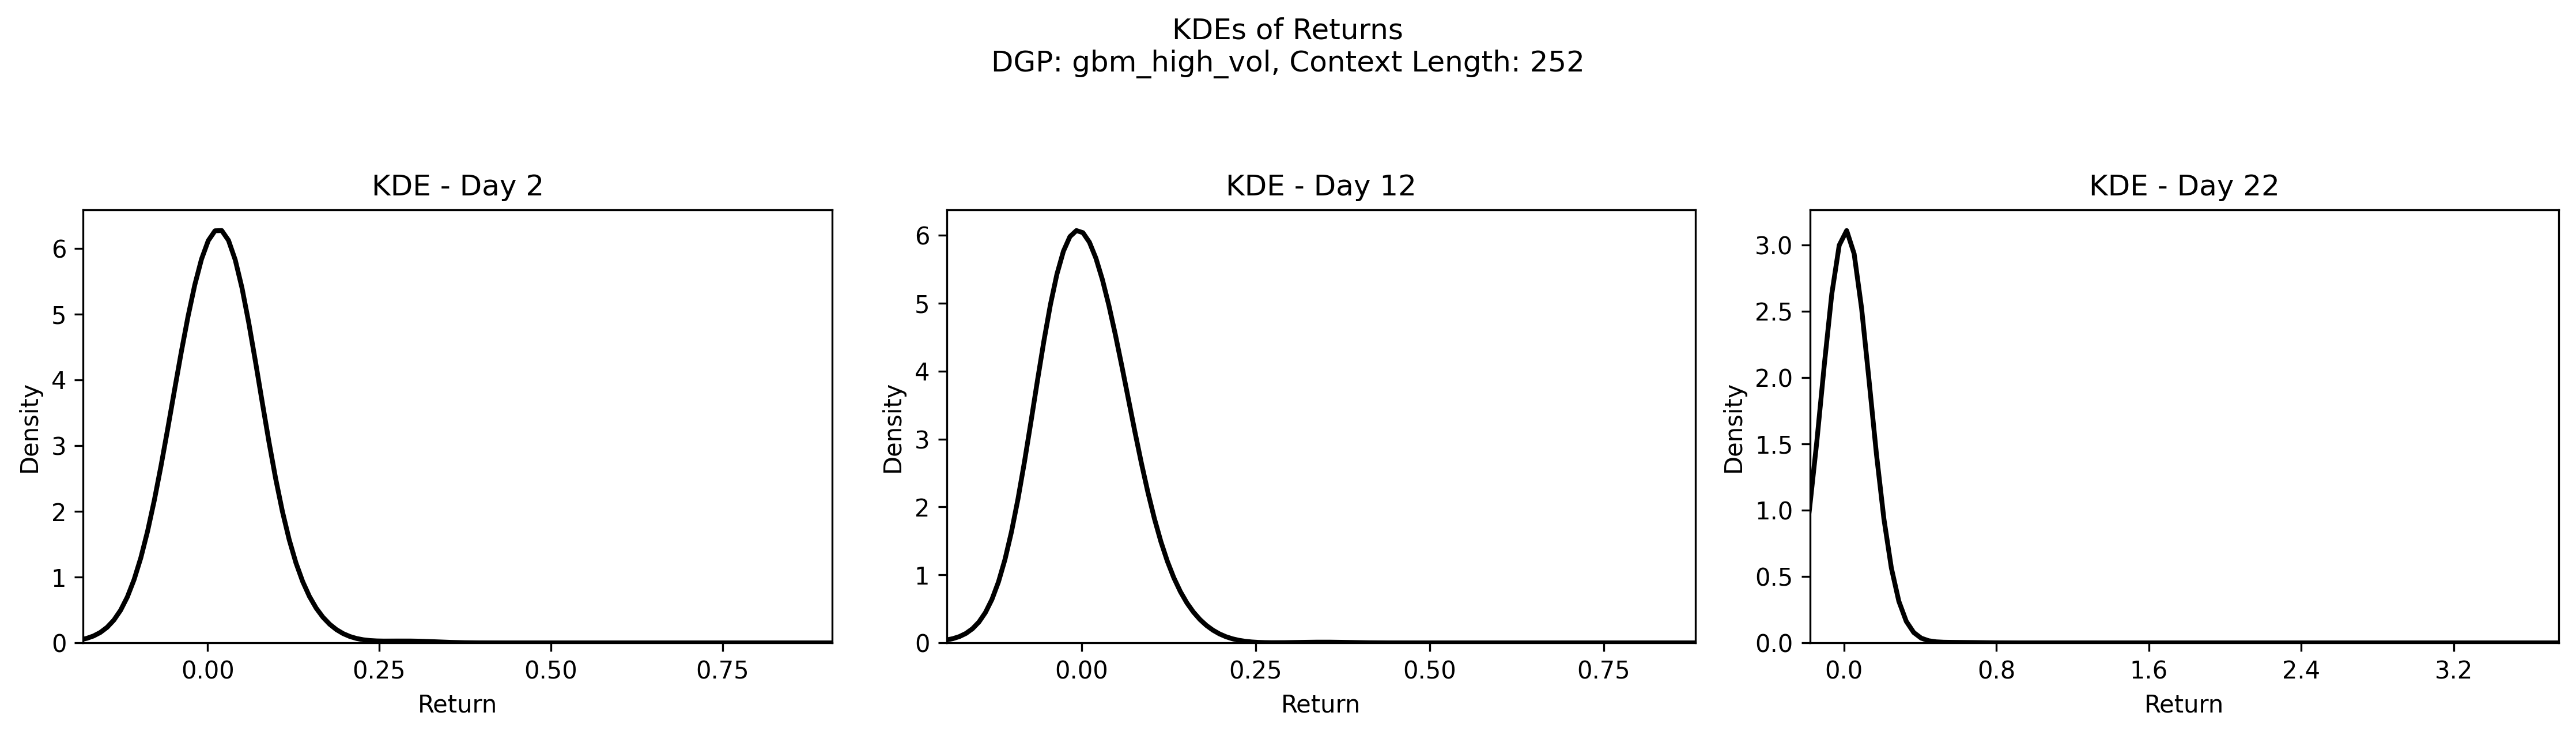 KDEs of Returns
DGP: gbm_high_vol, Context Length: 252
KDE - Day 2
6
5
4
3
2
1
0
Density
0.00 0.25 0.50 0.75
Return
KDE - Day 12
6
5
4
3
2
1
0
Density
0.00 0.25 0.50 0.75
Return
KDE - Day 22
3.0
2.5
2.0
1.5
1.0
0.5
0.0
Density
0.0 0.8 1.6 2.4 3.2
Return